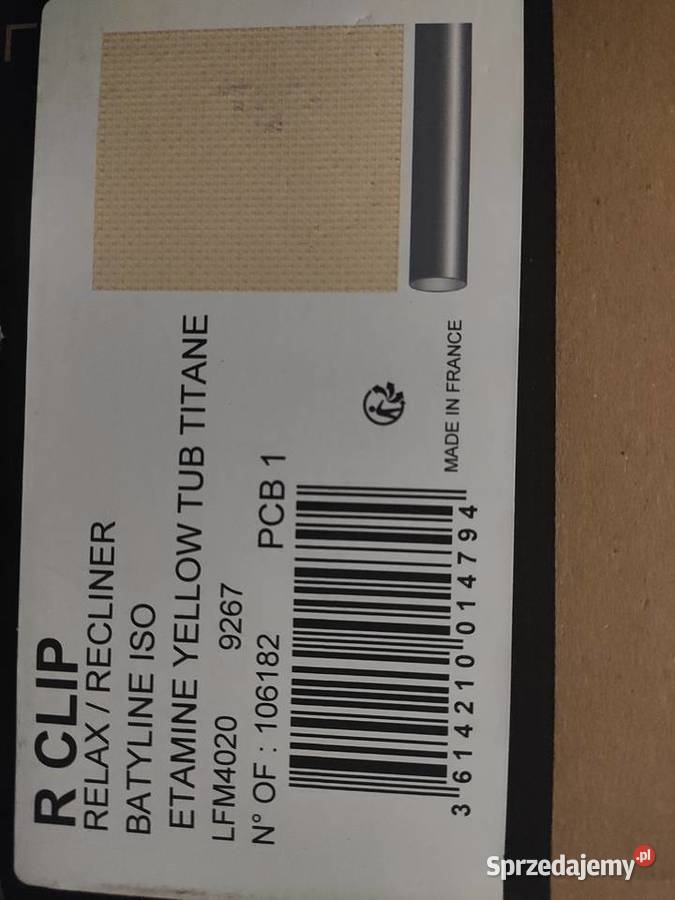 R CLIP
RELAX / RECLINER
BATYLINE ISO
ETAMINE YELLOW TUB TITANE
LFM4020 9267
N° OF : 106182 PCB 1
3 614210 014794
MADE IN FRANCE
Sprzedajemy.pl